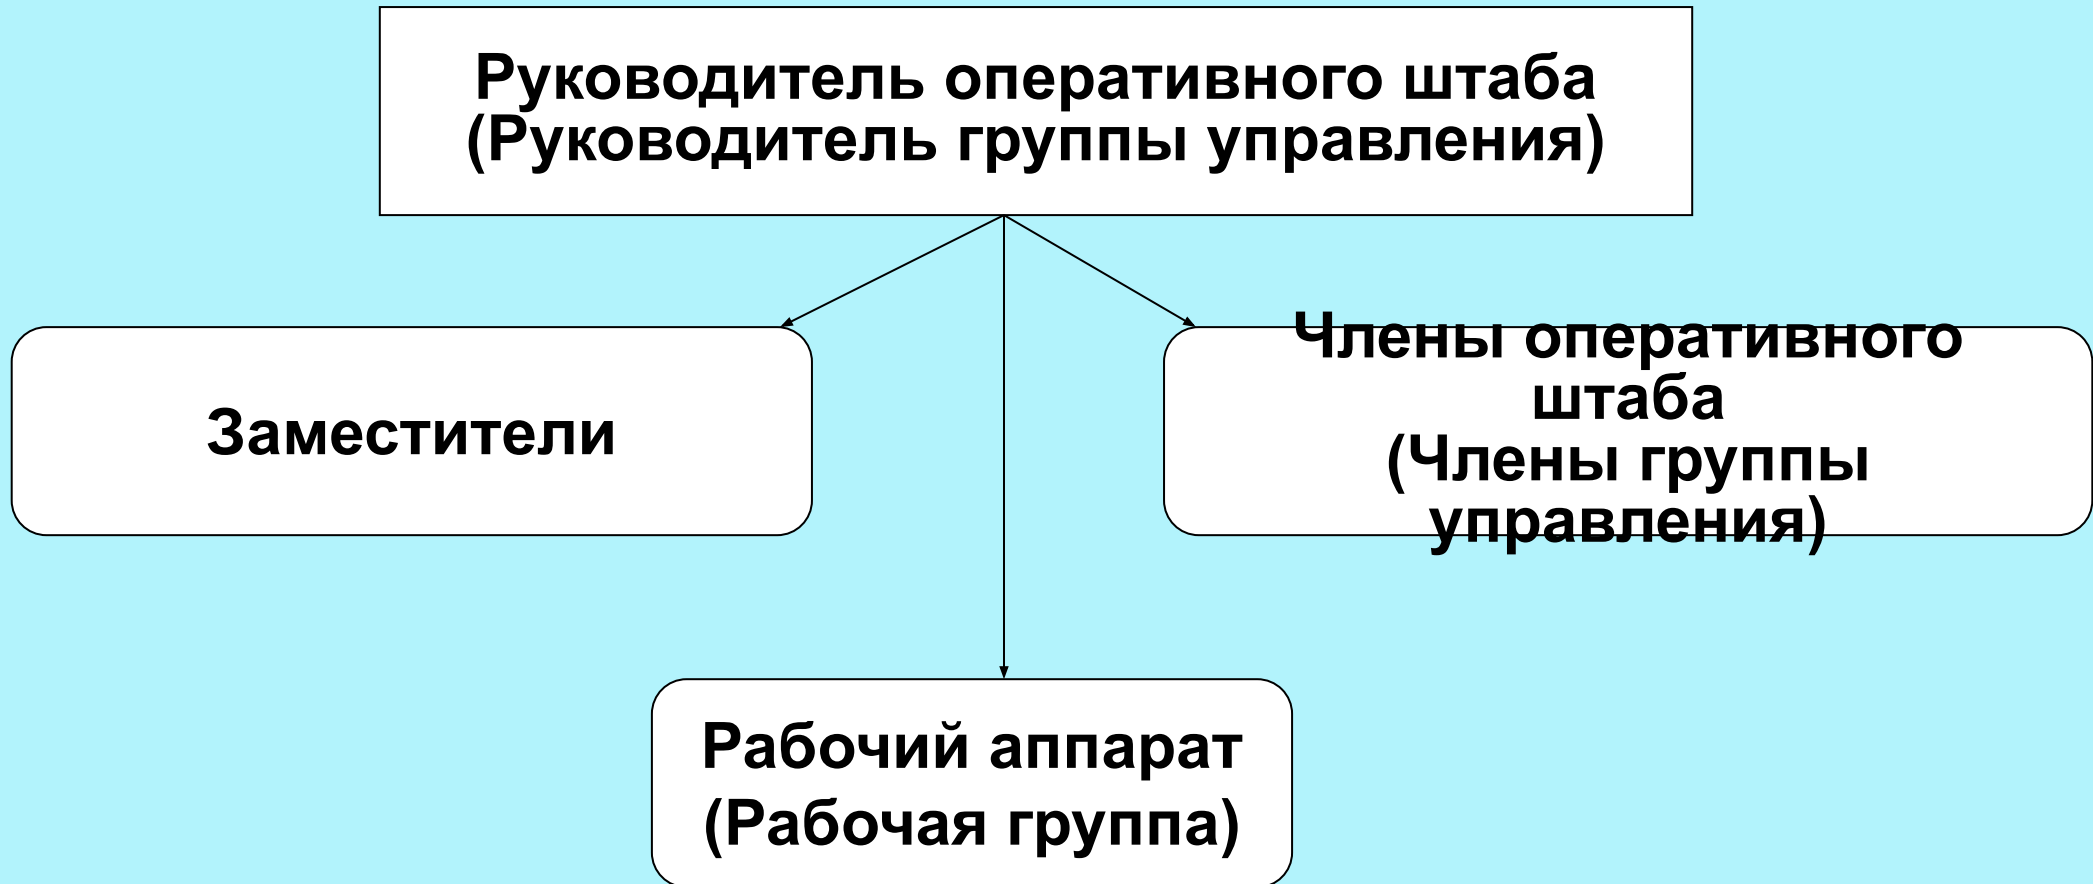 Руководитель оперативного штаба
(Руководитель группы управления)
Заместители
Члены оперативного
штаба
(Члены группы
управления)
Рабочий аппарат
(Рабочая группа)